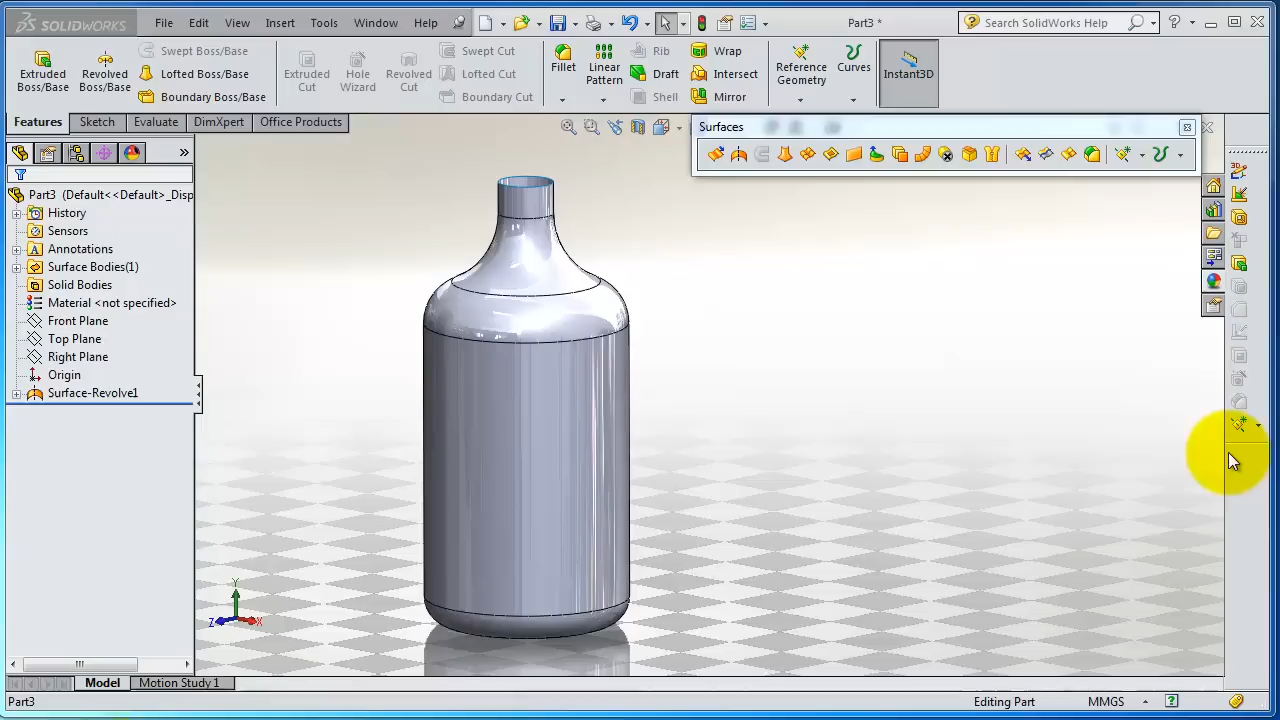 SOLIDWORKS File Edit View Insert Tools Window Help Part3 * Search SolidWorks Help
Extruded Boss/Base
Revolved Boss/Base
Swept Boss/Base
Lofted Boss/Base
Boundary Boss/Base
Extruded Cut
Hole Wizard
Revolved Cut
Swept Cut
Lofted Cut
Boundary Cut
Fillet
Linear Pattern
Rib
Draft
Shell
Wrap
Intersect
Mirror
Reference Geometry
Curves
Instant3D
Features Sketch Evaluate DimXpert Office Products
Surfaces
Part3 (Default<<Default>_Disp
History
Sensors
Annotations
Surface Bodies(1)
Solid Bodies
Material <not specified>
Front Plane
Top Plane
Right Plane
Origin
Surface-Revolve1
Y
Z X
Model Motion Study 1
Part3 Editing Part MMGS